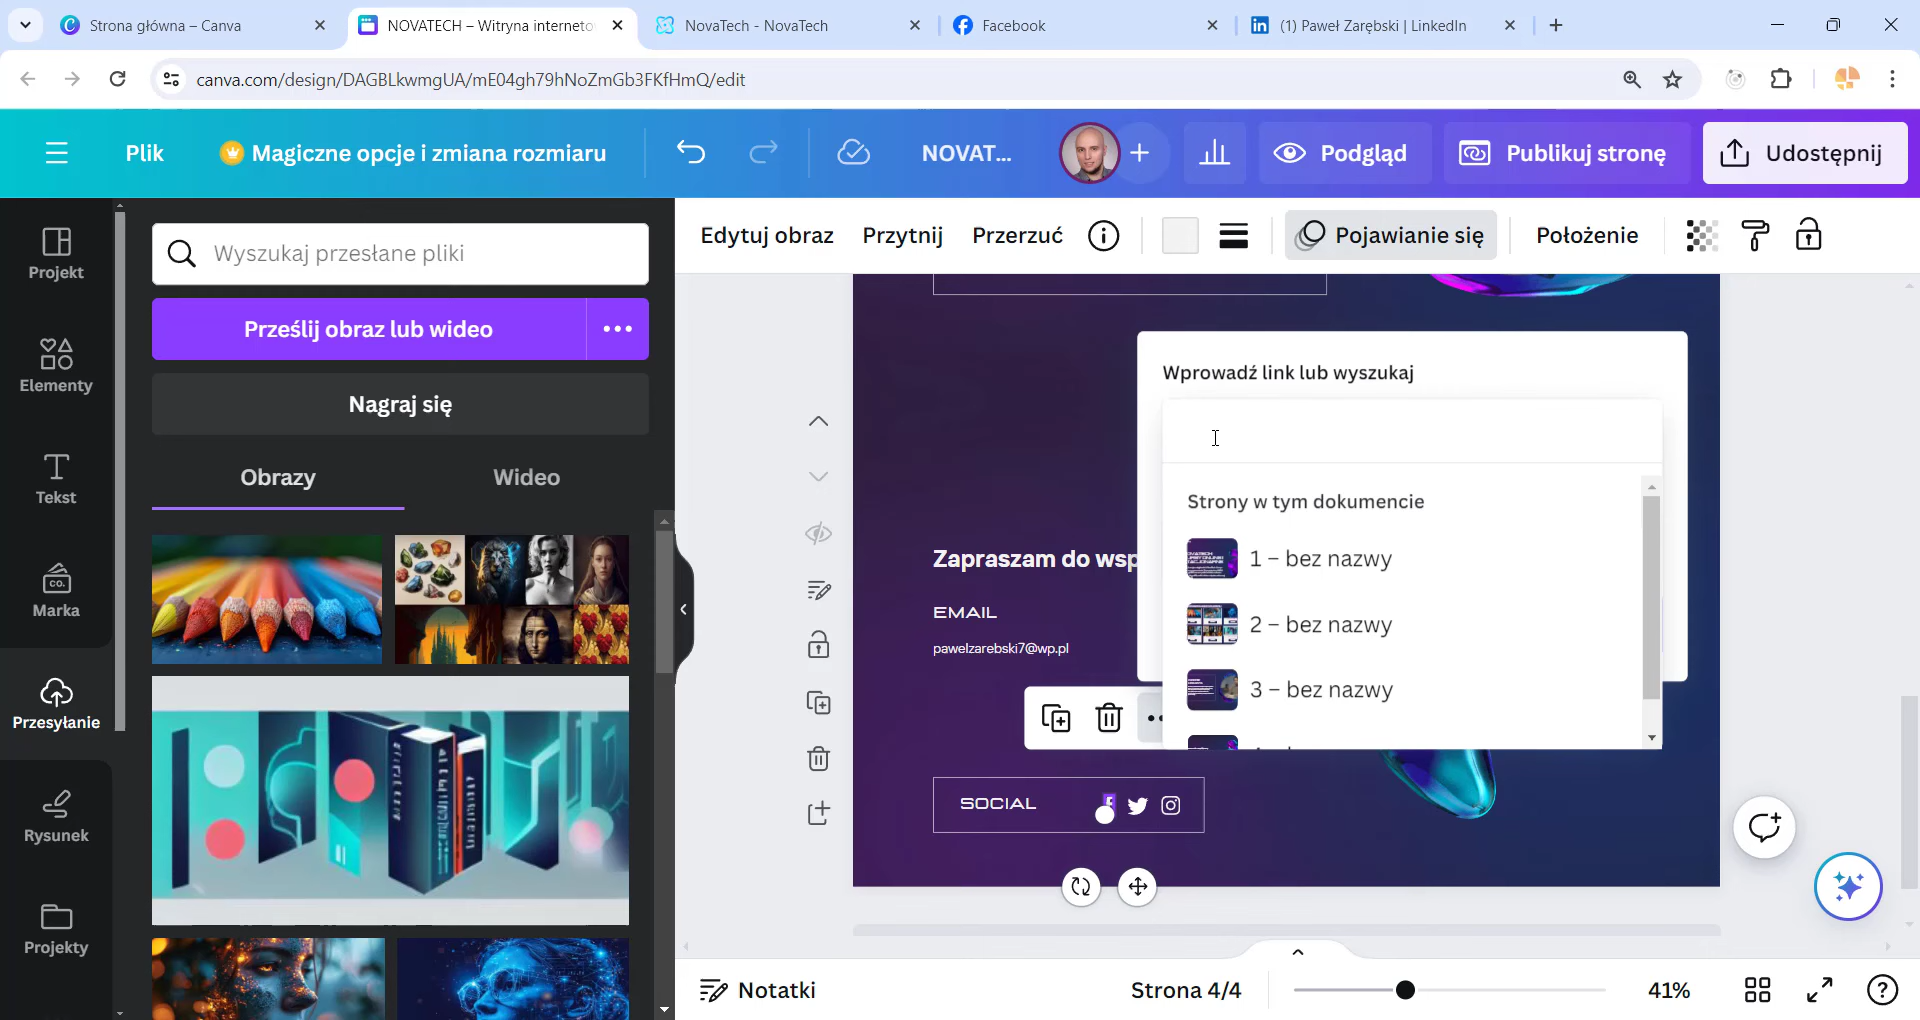 Strona główna – Canva
NOVATECH – Witryna interneto
NovaTech - NovaTech
Facebook
(1) Paweł Zarębski | LinkedIn
canva.com/design/DAGBLkwmgUA/mE04gh79hNoZmGb3FKfHmQ/edit
Plik
Magiczne opcje i zmiana rozmiaru
NOVAT...
Podgląd
Publikuj stronę
Udostępnij
Projekt
Elementy
Tekst
Marka
Przesyłanie
Rysunek
Projekty
Wyszukaj przesłane pliki
Prześlij obraz lub wideo
Nagraj się
Obrazy
Wideo
Edytuj obraz
Przytnij
Przerzuć
Pojawianie się
Położenie
Wprowadź link lub wyszukaj
Strony w tym dokumencie
1 – bez nazwy
2 – bez nazwy
3 – bez nazwy
Zapraszam do wsp
EMAIL
pawelzarebski7@wp.pl
SOCIAL
Notatki
Strona 4/4
41%